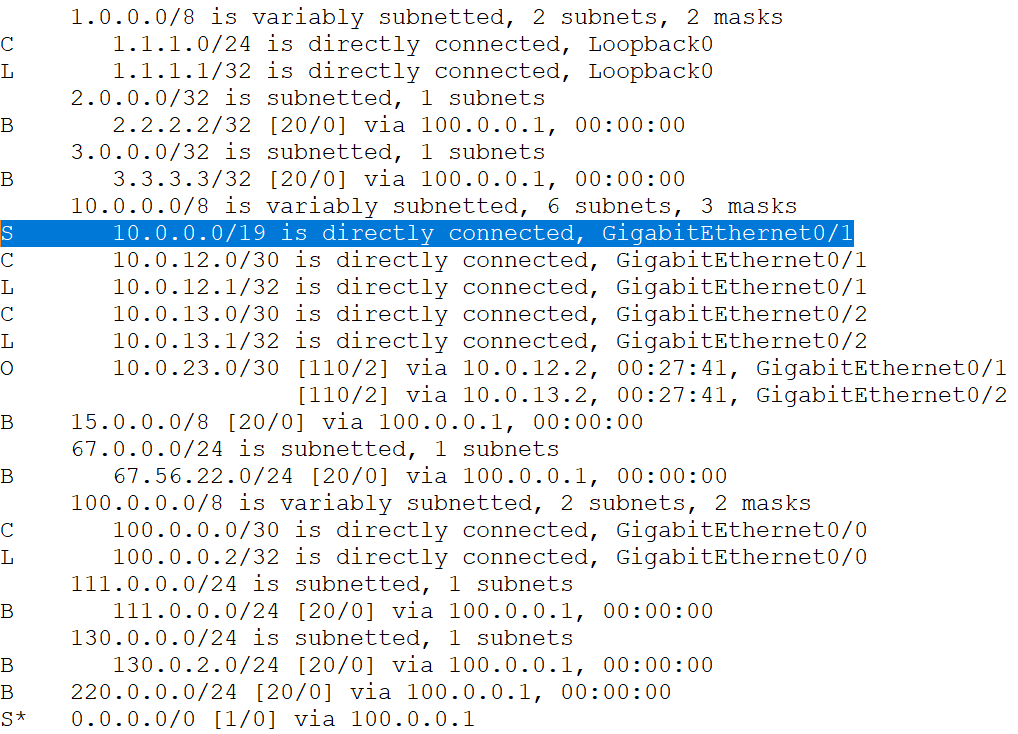 1.0.0.0/8 is variably subnetted, 2 subnets, 2 masks
C 1.1.1.0/24 is directly connected, Loopback0
L 1.1.1.1/32 is directly connected, Loopback0
2.0.0.0/32 is subnetted, 1 subnets
B 2.2.2.2/32 [20/0] via 100.0.0.1, 00:00:00
3.0.0.0/32 is subnetted, 1 subnets
B 3.3.3.3/32 [20/0] via 100.0.0.1, 00:00:00
10.0.0.0/8 is variably subnetted, 6 subnets, 3 masks
S 10.0.0.0/19 is directly connected, GigabitEthernet0/1
C 10.0.12.0/30 is directly connected, GigabitEthernet0/1
L 10.0.12.1/32 is directly connected, GigabitEthernet0/1
C 10.0.13.0/30 is directly connected, GigabitEthernet0/2
L 10.0.13.1/32 is directly connected, GigabitEthernet0/2
O 10.0.23.0/30 [110/2] via 10.0.12.2, 00:27:41, GigabitEthernet0/1
[110/2] via 10.0.13.2, 00:27:41, GigabitEthernet0/2
B 15.0.0.0/8 [20/0] via 100.0.0.1, 00:00:00
67.0.0.0/24 is subnetted, 1 subnets
B 67.56.22.0/24 [20/0] via 100.0.0.1, 00:00:00
100.0.0.0/8 is variably subnetted, 2 subnets, 2 masks
C 100.0.0.0/30 is directly connected, GigabitEthernet0/0
L 100.0.0.2/32 is directly connected, GigabitEthernet0/0
111.0.0.0/24 is subnetted, 1 subnets
B 111.0.0.0/24 [20/0] via 100.0.0.1, 00:00:00
130.0.0.0/24 is subnetted, 1 subnets
B 130.0.2.0/24 [20/0] via 100.0.0.1, 00:00:00
B 220.0.0.0/24 [20/0] via 100.0.0.1, 00:00:00
S* 0.0.0.0/0 [1/0] via 100.0.0.1